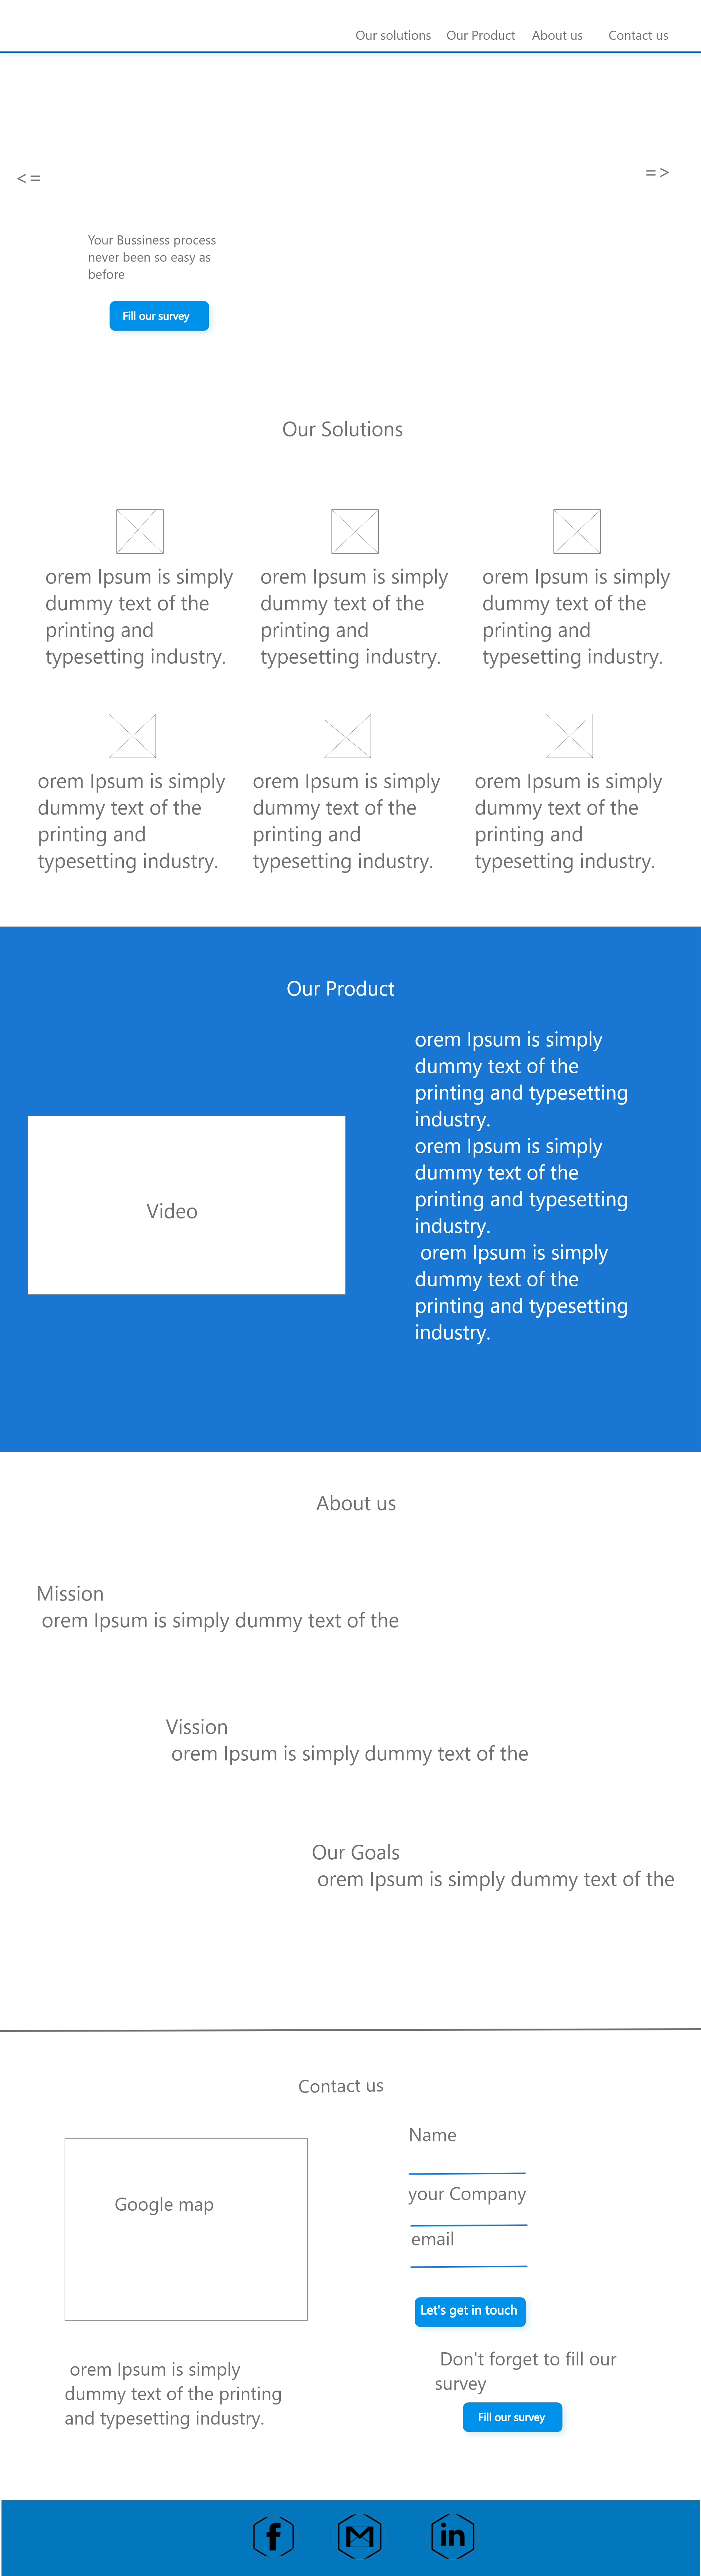 Our solutions Our Product About us Contact us
< = = >
Your Bussiness process
never been so easy as
before
Fill our survey
Our Solutions
orem Ipsum is simply
dummy text of the
printing and
typesetting industry.
orem Ipsum is simply
dummy text of the
printing and
typesetting industry.
orem Ipsum is simply
dummy text of the
printing and
typesetting industry.
orem Ipsum is simply
dummy text of the
printing and
typesetting industry.
orem Ipsum is simply
dummy text of the
printing and
typesetting industry.
orem Ipsum is simply
dummy text of the
printing and
typesetting industry.
Our Product
Video
orem Ipsum is simply
dummy text of the
printing and typesetting
industry.
orem Ipsum is simply
dummy text of the
printing and typesetting
industry.
orem Ipsum is simply
dummy text of the
printing and typesetting
industry.
About us
Mission
orem Ipsum is simply dummy text of the
Vission
orem Ipsum is simply dummy text of the
Our Goals
orem Ipsum is simply dummy text of the
Contact us
Google map
orem Ipsum is simply
dummy text of the printing
and typesetting industry.
Name
your Company
email
Let's get in touch
Don't forget to fill our
survey
Fill our survey
f M in